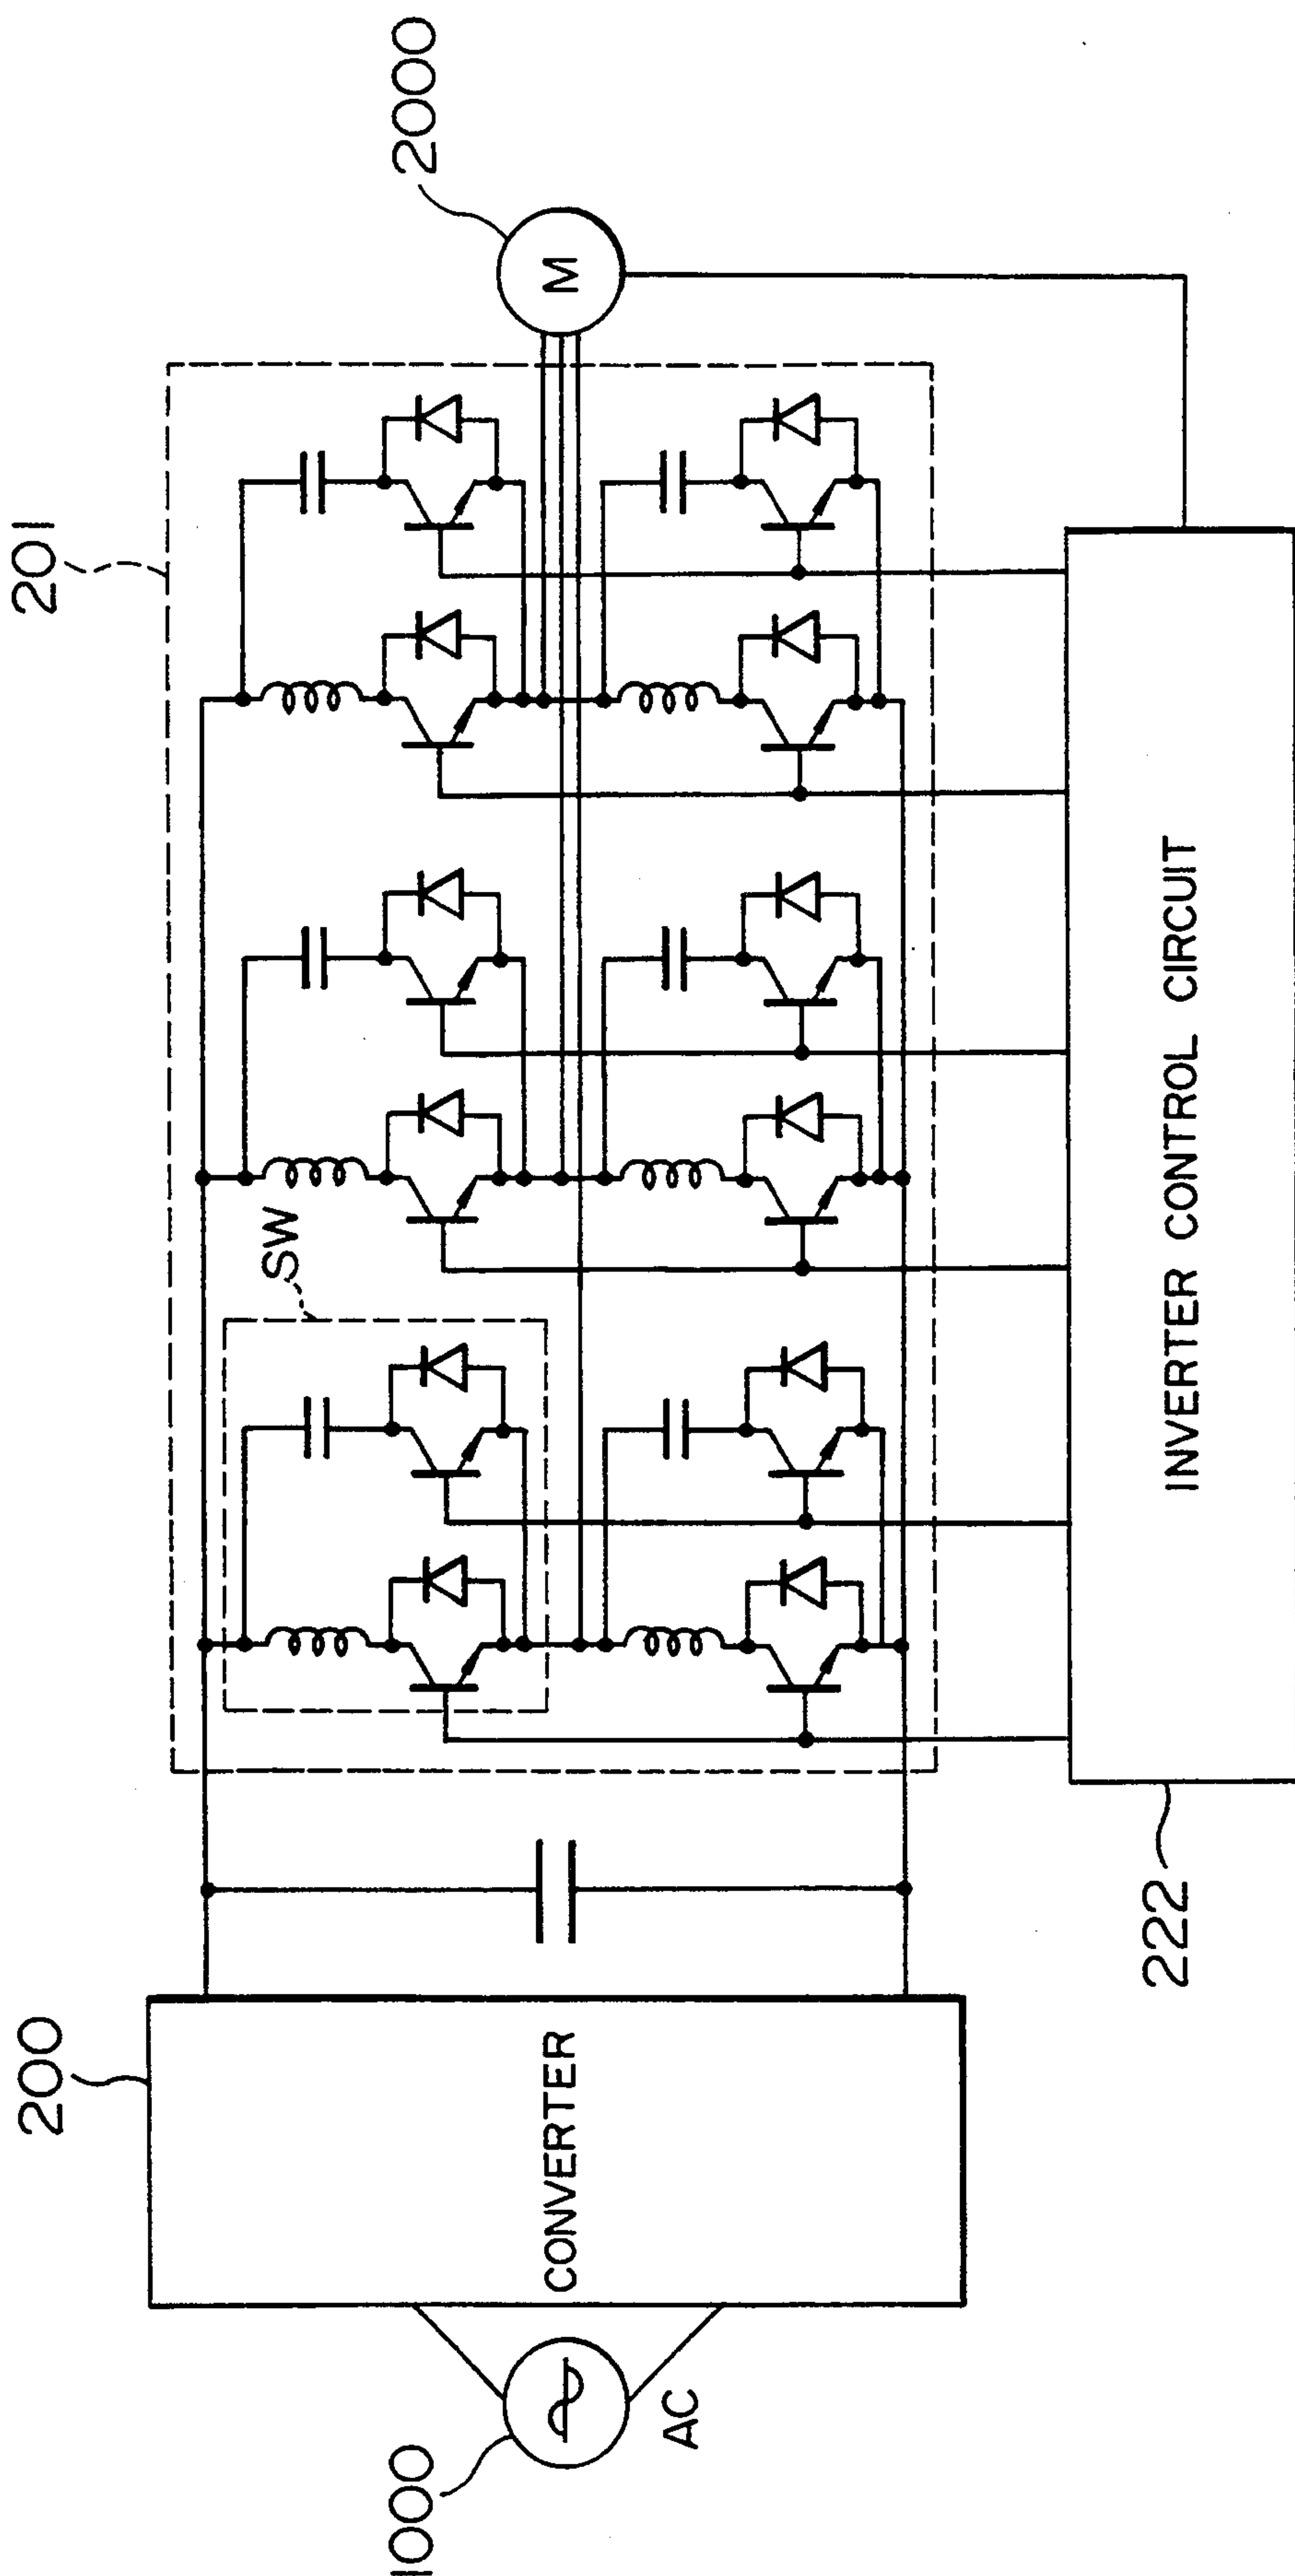 201
2000
M
SW
200
CONVERTER
1000
AC
INVERTER CONTROL CIRCUIT
222